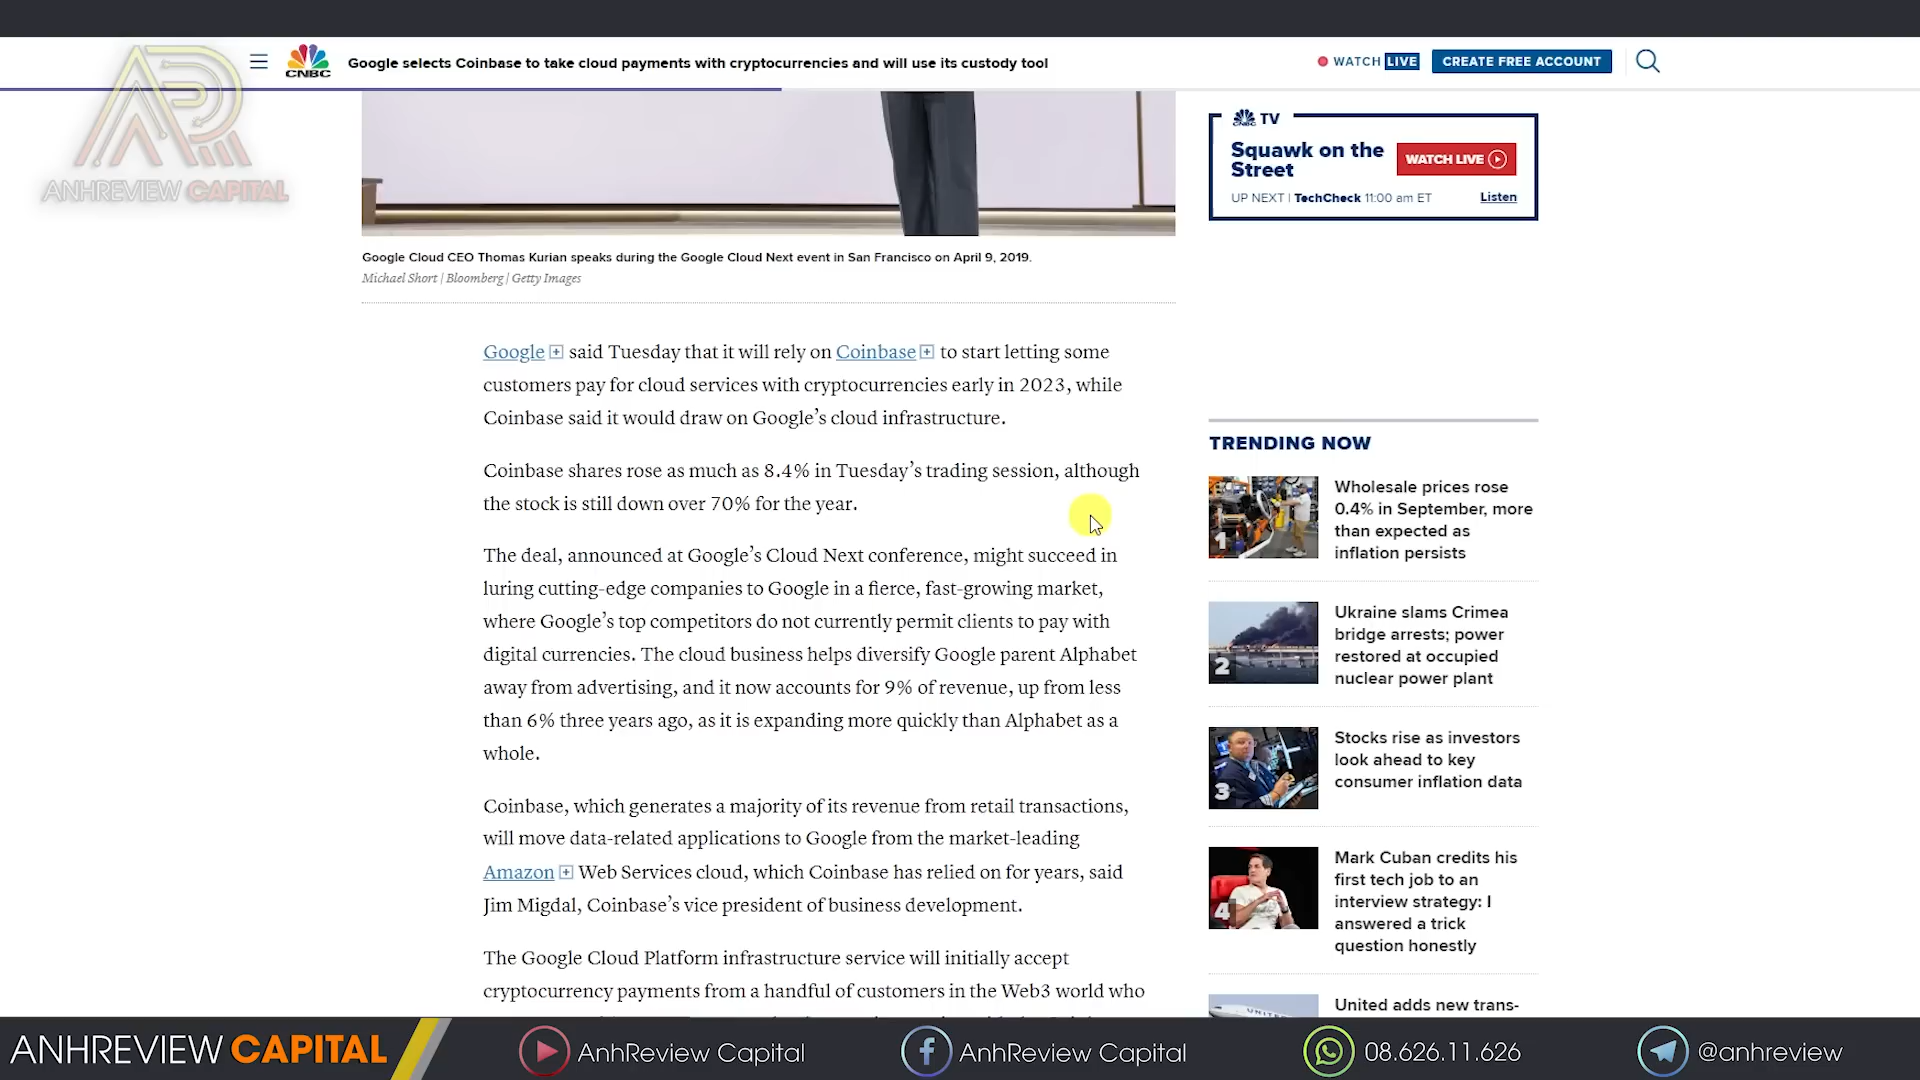 CNBC
Google selects Coinbase to take cloud payments with cryptocurrencies and will use its custody tool
WATCH LIVE
CREATE FREE ACCOUNT
ANHREVIEW CAPITAL
CNBC TV
Squawk on the
Street
WATCH LIVE
UP NEXT | TechCheck 11:00 am ET
Listen
Google Cloud CEO Thomas Kurian speaks during the Google Cloud Next event in San Francisco on April 9, 2019.
Michael Short | Bloomberg | Getty Images
Google said Tuesday that it will rely on Coinbase to start letting some
customers pay for cloud services with cryptocurrencies early in 2023, while
Coinbase said it would draw on Google’s cloud infrastructure.
Coinbase shares rose as much as 8.4% in Tuesday’s trading session, although
the stock is still down over 70% for the year.
The deal, announced at Google’s Cloud Next conference, might succeed in
luring cutting-edge companies to Google in a fierce, fast-growing market,
where Google’s top competitors do not currently permit clients to pay with
digital currencies. The cloud business helps diversify Google parent Alphabet
away from advertising, and it now accounts for 9% of revenue, up from less
than 6% three years ago, as it is expanding more quickly than Alphabet as a
whole.
Coinbase, which generates a majority of its revenue from retail transactions,
will move data-related applications to Google from the market-leading
Amazon Web Services cloud, which Coinbase has relied on for years, said
Jim Migdal, Coinbase’s vice president of business development.
The Google Cloud Platform infrastructure service will initially accept
cryptocurrency payments from a handful of customers in the Web3 world who
TRENDING NOW
1
Wholesale prices rose
0.4% in September, more
than expected as
inflation persists
2
Ukraine slams Crimea
bridge arrests; power
restored at occupied
nuclear power plant
3
Stocks rise as investors
look ahead to key
consumer inflation data
4
Mark Cuban credits his
first tech job to an
interview strategy: I
answered a trick
question honestly
United adds new trans-
ANHREVIEW CAPITAL
AnhReview Capital
AnhReview Capital
08.626.11.626
@anhreview